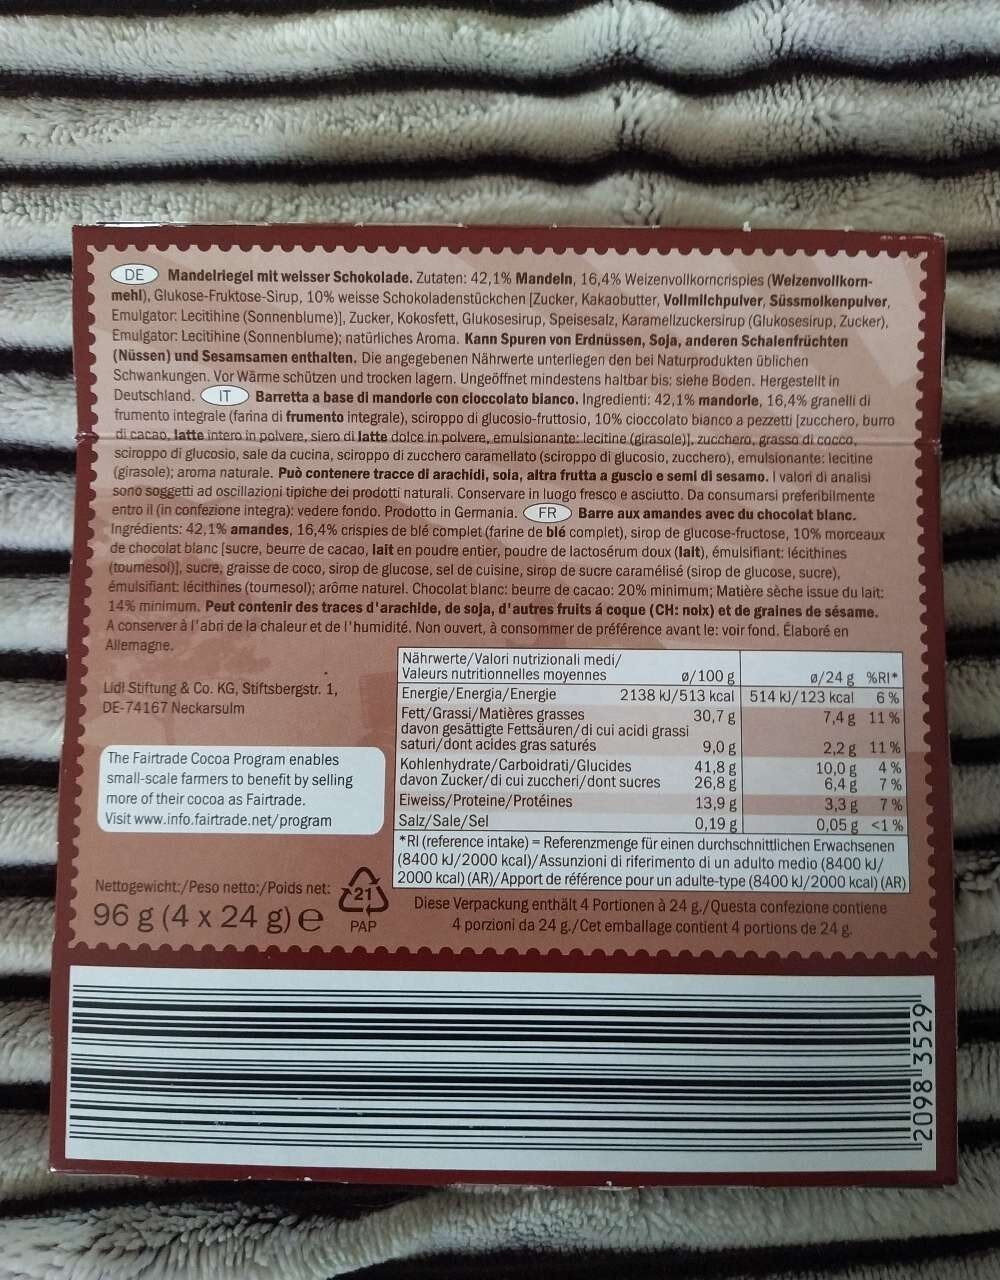 DE Mandelriegel mit weisser Schokolade. Zutaten: 42,1% Mandeln, 16,4% Weizenvollkorncrispies (Weizenvollkorn-
mehl), Glukose-Fruktose-Sirup, 10% weisse Schokoladenstückchen [Zucker, Kakaobutter, Vollmilchpulver, Süssmolkenpulver,
Emulgator: Lecitihine (Sonnenblume)], Zucker, Kokosfett, Glukosesirup, Speisesalz, Karamellzuckersirup (Glukosesirup, Zucker),
Emulgator: Lecitihine (Sonnenblume); natürliches Aroma. Kann Spuren von Erdnüssen, Soja, anderen Schalenfrüchten
(Nüssen) und Sesamsamen enthalten. Die angegebenen Nährwerte unterliegen den bei Naturprodukten üblichen
Schwankungen. Vor Wärme schützen und trocken lagern. Ungeöffnet mindestens haltbar bis: siehe Boden. Hergestellt in
Deutschland. IT Barretta a base di mandorle con cioccolato bianco. Ingredienti: 42,1% mandorle, 16,4% granelli di
frumento integrale (farina di frumento integrale), sciroppo di glucosio-fruttosio, 10% cioccolato bianco a pezzetti [zucchero, burro
di cacao, latte intero in polvere, siero di latte dolce in polvere, emulsionante: lecitine (girasole)], zucchero, grasso di cocco,
sciroppo di glucosio, sale da cucina, sciroppo di zucchero caramellato (sciroppo di glucosio, zucchero), emulsionante: lecitine
(girasole); aroma naturale. Può contenere tracce di arachidi, soia, altra frutta a guscio e semi di sesamo. I valori di analisi
sono soggetti ad oscillazioni tipiche dei prodotti naturali. Conservare in luogo fresco e asciutto. Da consumarsi preferibilmente
entro il (in confezione integra): vedere fondo. Prodotto in Germania. FR Barre aux amandes avec du chocolat blanc.
Ingrédients: 42,1% amandes, 16,4% crispies de blé complet (farine de blé complet), sirop de glucose-fructose, 10% morceaux
de chocolat blanc [sucre, beurre de cacao, lait en poudre entier, poudre de lactosérum doux (lait), émulsifiant: lécithines
(tournesol)], sucre, graisse de coco, sirop de glucose, sel de cuisine, sirop de sucre caramélisé (sirop de glucose, sucre),
émulsifiant: lécithines (tournesol); arôme naturel. Chocolat blanc: beurre de cacao: 20% minimum; Matière sèche issue du lait:
14% minimum. Peut contenir des traces d'arachide, de soja, d'autres fruits á coque (CH: noix) et de graines de sésame.
A conserver à l'abri de la chaleur et de l'humidité. Non ouvert, à consommer de préférence avant le: voir fond. Élaboré en
Allemagne.
Lidl Stiftung & Co. KG, Stiftsbergstr. 1,
DE-74167 Neckarsulm
The Fairtrade Cocoa Program enables
small-scale farmers to benefit by selling
more of their cocoa as Fairtrade.
Visit www.info.fairtrade.net/program
Nettogewicht:/Peso netto:/Poids net:
96 g (4 x 24 g) e
21
PAP
Nährwerte/Valori nutrizionali medi/
Valeurs nutritionnelles moyennes ø/100 g ø/24 g %RI*
Energie/Energia/Energie 2138 kJ/513 kcal 514 kJ/123 kcal 6 %
Fett/Grassi/Matières grasses 30,7 g 7,4 g 11 %
davon gesättigte Fettsäuren/di cui acidi grassi
saturi/dont acides gras saturés 9,0 g 2,2 g 11 %
Kohlenhydrate/Carboidrati/Glucides 41,8 g 10,0 g 4 %
davon Zucker/di cui zuccheri/dont sucres 26,8 g 6,4 g 7 %
Eiweiss/Proteine/Protéines 13,9 g 3,3 g 7 %
Salz/Sale/Sel 0,19 g 0,05 g <1 %
*RI (reference intake) = Referenzmenge für einen durchschnittlichen Erwachsenen
(8400 kJ/2000 kcal)/Assunzioni di riferimento di un adulto medio (8400 kJ/
2000 kcal) (AR)/Apport de référence pour un adulte-type (8400 kJ/2000 kcal) (AR)
Diese Verpackung enthält 4 Portionen à 24 g./Questa confezione contiene
4 porzioni da 24 g./Cet emballage contient 4 portions de 24 g.
2098 3529